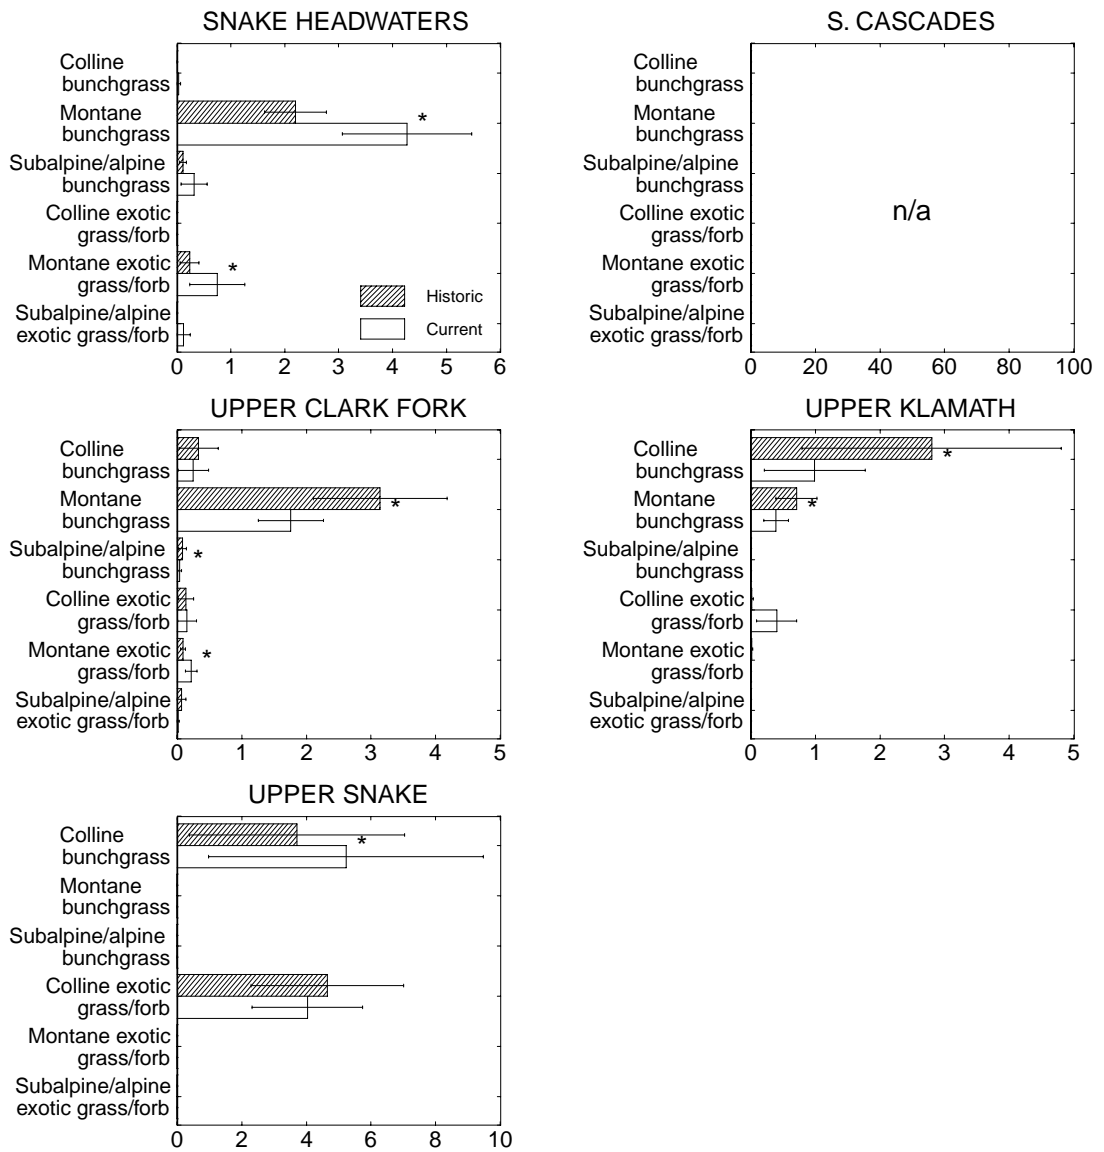 SNAKE HEADWATERS
Colline
bunchgrass
Montane
bunchgrass
*
Subalpine/alpine
bunchgrass
Colline exotic
grass/forb
Montane exotic
grass/forb
*
Subalpine/alpine
exotic grass/forb
Historic
Current
0 1 2 3 4 5 6
S. CASCADES
Colline
bunchgrass
Montane
bunchgrass
Subalpine/alpine
bunchgrass
Colline exotic
grass/forb
Montane exotic
grass/forb
Subalpine/alpine
exotic grass/forb
n/a
0 20 40 60 80 100
UPPER CLARK FORK
Colline
bunchgrass
Montane
bunchgrass
*
Subalpine/alpine
bunchgrass
*
Colline exotic
grass/forb
Montane exotic
grass/forb
*
Subalpine/alpine
exotic grass/forb
0 1 2 3 4 5
UPPER KLAMATH
Colline
bunchgrass
*
Montane
bunchgrass
*
Subalpine/alpine
bunchgrass
Colline exotic
grass/forb
Montane exotic
grass/forb
Subalpine/alpine
exotic grass/forb
0 1 2 3 4 5
UPPER SNAKE
Colline
bunchgrass
*
Montane
bunchgrass
Subalpine/alpine
bunchgrass
Colline exotic
grass/forb
Montane exotic
grass/forb
Subalpine/alpine
exotic grass/forb
0 2 4 6 8 10